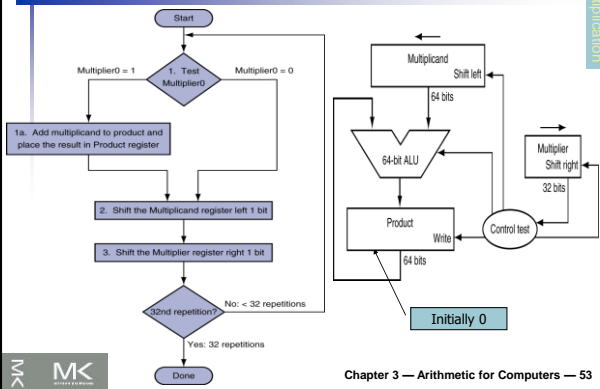 Start
Multiplier0 = 1
1. Test
Multiplier0
Multiplier0 = 0
1a. Add multiplicand to product and
place the result in Product register
2. Shift the Multiplicand register left 1 bit
3. Shift the Multiplier register right 1 bit
32nd repetition?
No: < 32 repetitions
Yes: 32 repetitions
Done
Multiplicand
Shift left
64 bits
64-bit ALU
Multiplier
Shift right
32 bits
Product
Write
64 bits
Control test
Initially 0
MK
Chapter 3 — Arithmetic for Computers — 53